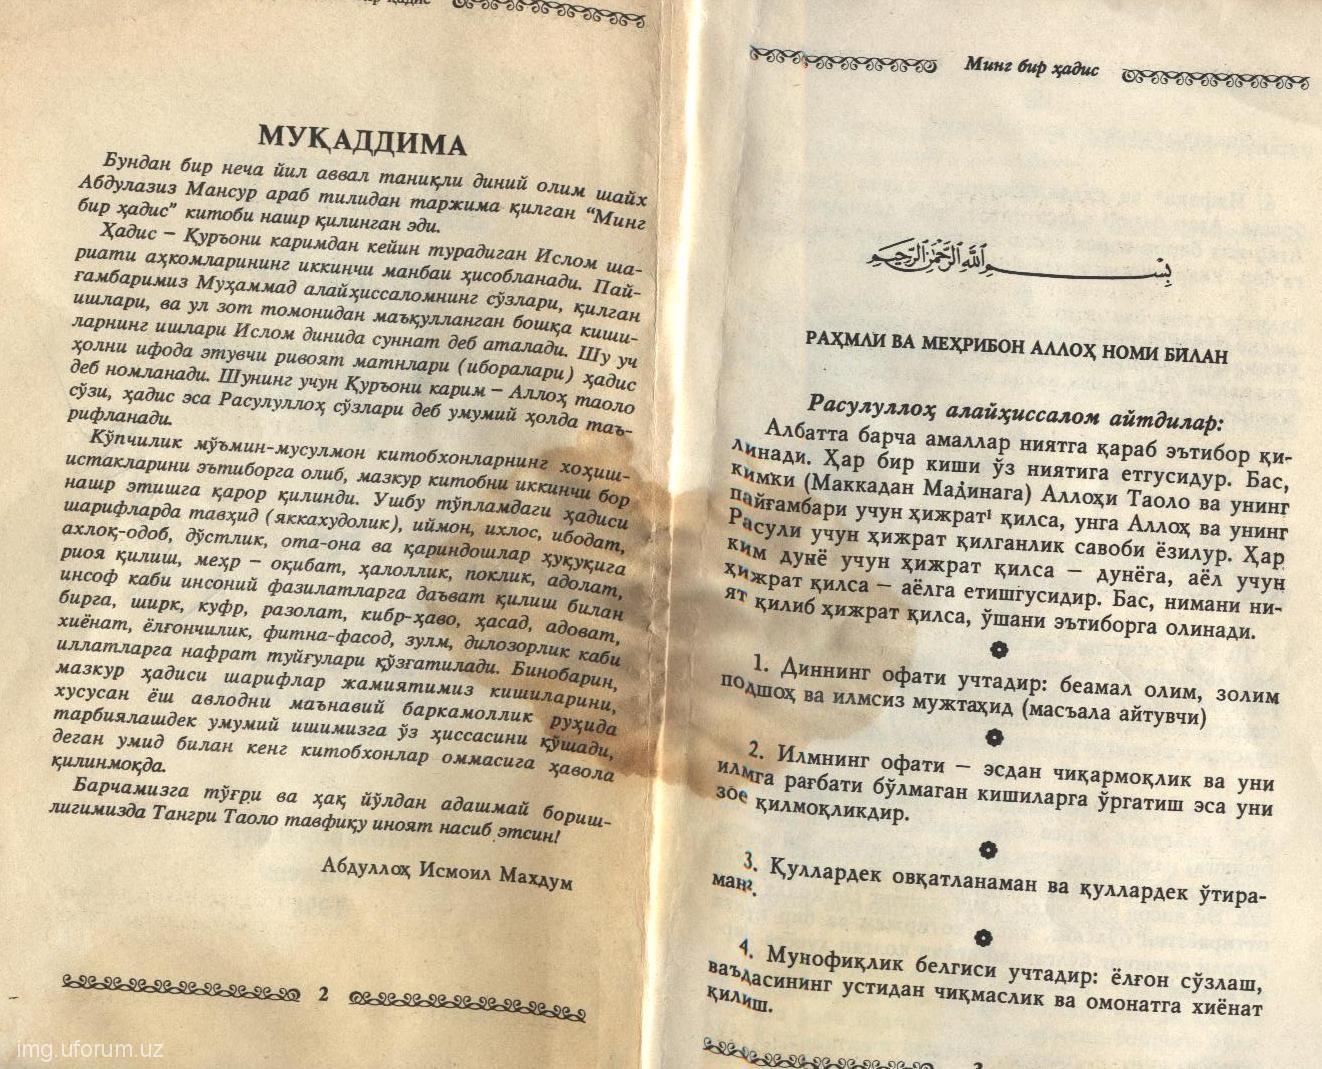 бир ҳадис
МУҚАДДИМА
Бундан бир неча йил аввал таниқли диний олим шайх
Абдулазиз Мансур араб тилидан таржима қилган “Минг
бир ҳадис” китоби нашр қилинган эди.
Ҳадис – Қуръони каримдан кейин турадиган Ислом ша-
риати аҳкомларининг иккинчи манбаи ҳисобланади. Пай-
ғамбаримиз Муҳаммад алайҳиссаломнинг сўзлари, қилган
ишлари, ва ул зот томонидан маъқулланган бошқа киши-
ларнинг ишлари Ислом динида суннат деб аталади. Шу уч
ҳолни ифода этувчи ривоят матнлари (иборалари) ҳадис
деб номланади. Шунинг учун Қуръони карим – Аллоҳ таоло
сўзи, ҳадис эса Расулуллоҳ сўзлари деб умумий ҳолда таъ-
рифланади.
Кўпчилик мўъмин-мусулмон китобхонларнинг хоҳиш-
истакларини эътиборга олиб, мазкур китобни иккинчи бор
нашр этишга қарор қилинди. Ушбу тўпламдаги ҳадиси
шарифларда тавҳид (яккахудолик), иймон, ихлос, ибодат,
ахлоқ-одоб, дўстлик, ота-она ва қариндошлар ҳуқуқига
риоя қилиш, меҳр – оқибат, ҳалоллик, поклик, адолат,
инсоф каби инсоний фазилатларга даъват қилиш билан
бирга, ширк, куфр, разолат, кибр-ҳаво, ҳасад, адоват,
хиёнат, ёлғончилик, фитна-фасод, зулм, дилозорлик каби
иллатларга нафрат туйғулари қўзғатилади. Бинобарин,
мазкур ҳадиси шарифлар жамиятимиз кишиларини,
хусусан ёш авлодни маънавий баркамоллик руҳида
тарбиялашдек умумий ишимизга ўз ҳиссасини қўшади,
деган умид билан кенг китобхонлар оммасига ҳавола
қилинмоқда.
Барчамизга тўғри ва ҳақ йўлдан адашмай бориш-
лигимизда Тангри Таоло тавфиқу иноят насиб этсин!
Абдуллоҳ Исмоил Махдум
2
Минг бир ҳадис
بِسْمِ اللَّهِ الرَّحْمَٰنِ الرَّحِيمِ
РАҲМЛИ ВА МЕҲРИБОН АЛЛОҲ НОМИ БИЛАН
Расулуллоҳ алайҳиссалом айтдилар:
Албатта барча амаллар ниятга қараб эътибор қи-
линади. Ҳар бир киши ўз ниятига етгусидур. Бас,
кимки (Маккадан Мадинага) Аллоҳи Таоло ва унинг
пайғамбари учун ҳижрат¹ қилса, унга Аллоҳ ва унинг
Расули учун ҳижрат қилганлик савоби ёзилур. Ҳар
ким дунё учун ҳижрат қилса – дунёга, аёл учун
ҳижрат қилса – аёлга етишгусидир. Бас, нимани ни-
ят қилиб ҳижрат қилса, ўшани эътиборга олинади.
1. Диннинг офати учтадир: беамал олим, золим
подшоҳ ва илмсиз мужтаҳид (масъала айтувчи)
2. Илмнинг офати – эсдан чиқармоқлик ва уни
илмга рағбати бўлмаган кишиларга ўргатиш эса уни
зое қилмоқликдир.
3. Қуллардек овқатланаман ва қуллардек ўтира-
ман².
4. Мунофиқлик белгиси учтадир: ёлғон сўзлаш,
ваъдасининг устидан чиқмаслик ва омонатга хиёнат
қилиш.
img.uforum.uz